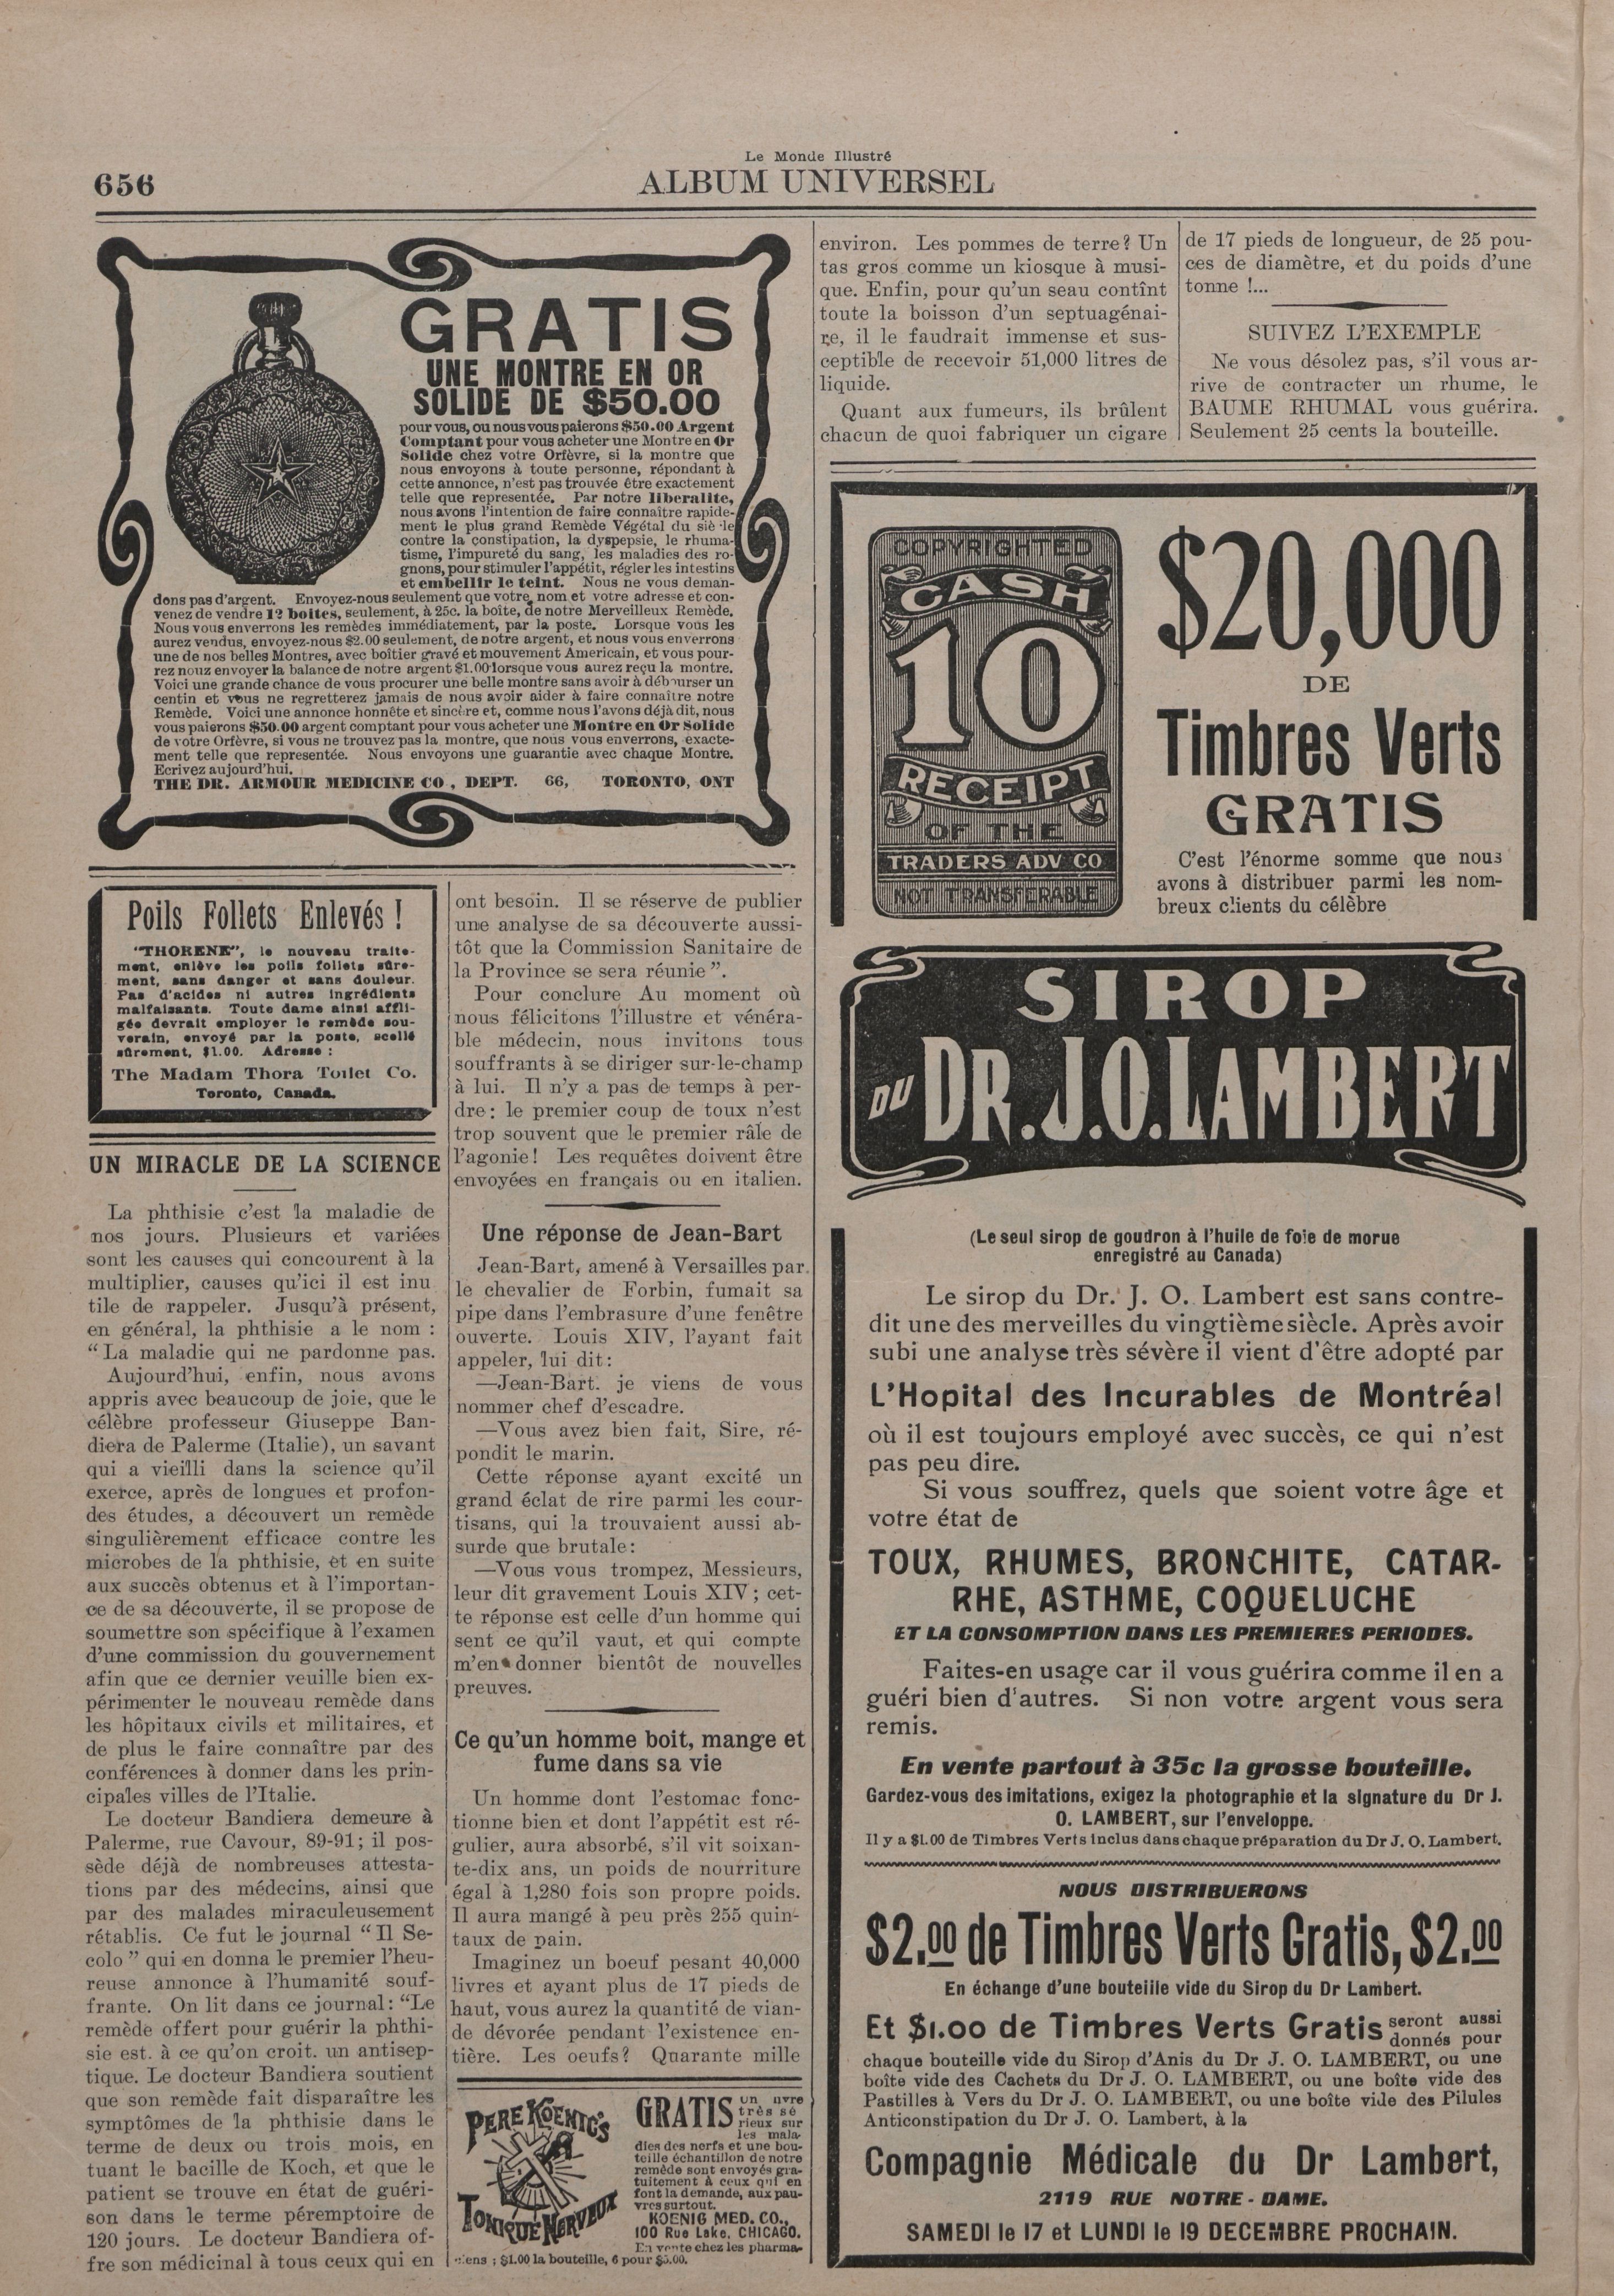 656
Le Monde Illustré
ALBUM UNIVERSEL
GRATIS
UNE MONTRE EN OR
SOLIDE DE $50.00
pour vous, ou nous vous paierons $50.00 Argent
Comptant pour vous acheter une Montre en Or
Solide chez votre Orfèvre, si la montre que
nous envoyons à toute personne, répondant à
cette annonce, n'est pas trouvée être exactement
telle que representée. Par notre liberalite,
nous avons l'intention de faire connaître rapide-
ment le plus grand Remède Végétal du siè le
contre la constipation, la dyspepsie, le rhuma-
tisme, l'impureté du sang, les maladies des ro-
gnons, pour stimuler l'appétit, régler les intestins
et embellir le teint. Nous ne vous deman-
dons pas d'argent. Envoyez-nous seulement que votre nom et votre adresse et con-
venez de vendre 12 boites, seulement, à 25c. la boîte, de notre Merveilleux Remède.
Nous vous enverrons les remèdes immédiatement, par la poste. Lorsque vous les
aurez vendus, envoyez-nous $2.00 seulement, de notre argent, et nous vous enverrons
une de nos belles Montres, avec boîtier gravé et mouvement Americain, et vous pour-
rez nouz envoyer la balance de notre argent $1.00 lorsque vous aurez reçu la montre.
Voici une grande chance de vous procurer une belle montre sans avoir à débourser un
centin et vous ne regretterez jamais de nous avoir aider à faire connaître notre
Remède. Voici une annonce honnête et sincère et, comme nous l'avons déjà dit, nous
vous paierons $50.00 argent comptant pour vous acheter une Montre en Or Solide
de votre Orfèvre, si vous ne trouvez pas la montre, que nous vous enverrons, exacte-
ment telle que representée. Nous envoyons une guarantie avec chaque Montre.
Ecrivez aujourd'hui.
THE DR. ARMOUR MEDICINE CO., DEPT. 66, TORONTO, ONT
Poils Follets Enlevés !
"THORENE", le nouveau traite-
ment, enlève les poils follets sûre-
ment, sans danger et sans douleur.
Pas d'acides ni autres ingrédients
malfaisants. Toute dame ainsi affli-
gée devrait employer le remède sou-
verain, envoyé par la poste, scellé
sûrement, $1.00. Adresse :
The Madam Thora Toilet Co.
Toronto, Canada.
UN MIRACLE DE LA SCIENCE
La phthisie c'est la maladie de
nos jours. Plusieurs et variées
sont les causes qui concourent à la
multiplier, causes qu'ici il est inu
tile de rappeler. Jusqu'à présent,
en général, la phthisie a le nom :
"La maladie qui ne pardonne pas.
Aujourd'hui, enfin, nous avons
appris avec beaucoup de joie, que le
célèbre professeur Giuseppe Ban-
diera de Palerme (Italie), un savant
qui a vieilli dans la science qu'il
exerce, après de longues et profon-
des études, a découvert un remède
singulièrement efficace contre les
microbes de la phthisie, et en suite
aux succès obtenus et à l'importan-
ce de sa découverte, il se propose de
soumettre son spécifique à l'examen
d'une commission du gouvernement
afin que ce dernier veuille bien ex-
périmenter le nouveau remède dans
les hôpitaux civils et militaires, et
de plus le faire connaître par des
conférences à donner dans les prin-
cipales villes de l'Italie.
Le docteur Bandiera demeure à
Palerme, rue Cavour, 89-91 ; il pos-
sède déjà de nombreuses attesta-
tions par des médecins, ainsi que
par des malades miraculeusement
rétablis. Ce fut le journal "Il Se-
colo" qui en donna le premier l'heu-
reuse annonce à l'humanité souf-
frante. On lit dans ce journal: "Le
remède offert pour guérir la phthi-
sie est. à ce qu'on croit. un antisep-
tique. Le docteur Bandiera soutient
que son remède fait disparaître les
symptômes de la phthisie dans le
terme de deux ou trois mois, en
tuant le bacille de Koch, et que le
patient se trouve en état de guéri-
son dans le terme péremptoire de
120 jours. Le docteur Bandiera of-
fre son médicinal à tous ceux qui en
ont besoin. Il se réserve de publier
une analyse de sa découverte aussi-
tôt que la Commission Sanitaire de
la Province se sera réunie".
Pour conclure Au moment où
nous félicitons l'illustre et vénéra-
ble médecin, nous invitons tous
souffrants à se diriger sur-le-champ
à lui. Il n'y a pas de temps à per-
dre: le premier coup de toux n'est
trop souvent que le premier râle de
l'agonie! Les requêtes doivent être
envoyées en français ou en italien.
Une réponse de Jean-Bart
Jean-Bart, amené à Versailles par
le chevalier de Forbin, fumait sa
pipe dans l'embrasure d'une fenêtre
ouverte. Louis XIV, l'ayant fait
appeler, lui dit:
—Jean-Bart. je viens de vous
nommer chef d'escadre.
—Vous avez bien fait, Sire, ré-
pondit le marin.
Cette réponse ayant excité un
grand éclat de rire parmi les cour-
tisans, qui la trouvaient aussi ab-
surde que brutale:
—Vous vous trompez, Messieurs,
leur dit gravement Louis XIV ; cet-
te réponse est celle d'un homme qui
sent ce qu'il vaut, et qui compte
m'en donner bientôt de nouvelles
preuves.
Ce qu'un homme boit, mange et
fume dans sa vie
Un homme dont l'estomac fonc-
tionne bien et dont l'appétit est ré-
gulier, aura absorbé, s'il vit soixan-
te-dix ans, un poids de nourriture
égal à 1,280 fois son propre poids.
Il aura mangé à peu près 255 quin-
taux de pain.
Imaginez un boeuf pesant 40,000
livres et ayant plus de 17 pieds de
haut, vous aurez la quantité de vian-
de dévorée pendant l'existence en-
tière. Les oeufs? Quarante mille
PERE KOENIG'S
TONIQUE NERVEUX
GRATIS
un livre
très sé
rieux sur
les mala-
dies des nerfs et une bou-
teille échantillon de notre
remède sont envoyés gra-
tuitement à ceux qui en
font la demande, aux pau-
vres surtout.
KOENIG MED. CO.,
100 Rue Lake, CHICAGO.
En vente chez les pharma-
ciens ; $1.00 la bouteille, 6 pour $5.00.
environ. Les pommes de terre? Un
tas gros comme un kiosque à musi-
que. Enfin, pour qu'un seau contînt
toute la boisson d'un septuagénai-
re, il le faudrait immense et sus-
ceptible de recevoir 51,000 litres de
liquide.
Quant aux fumeurs, ils brûlent
chacun de quoi fabriquer un cigare
de 17 pieds de longueur, de 25 pou-
ces de diamètre, et du poids d'une
tonne !...
SUIVEZ L'EXEMPLE
Ne vous désolez pas, s'il vous ar-
rive de contracter un rhume, le
BAUME RHUMAL vous guérira.
Seulement 25 cents la bouteille.
COPYRIGHTED
CASH
10
RECEIPT
OF THE
TRADERS ADV CO
NOT TRANSFERABLE
$20,000
DE
Timbres Verts
GRATIS
C'est l'énorme somme que nous
avons à distribuer parmi les nom-
breux clients du célèbre
SIROP
DU DR. J.O. LAMBERT
(Le seul sirop de goudron à l'huile de foie de morue
enregistré au Canada)
Le sirop du Dr. J. O. Lambert est sans contre-
dit une des merveilles du vingtième siècle. Après avoir
subi une analyse très sévère il vient d'être adopté par
L'Hopital des Incurables de Montréal
où il est toujours employé avec succès, ce qui n'est
pas peu dire.
Si vous souffrez, quels que soient votre âge et
votre état de
TOUX, RHUMES, BRONCHITE, CATAR-
RHE, ASTHME, COQUELUCHE
ET LA CONSOMPTION DANS LES PREMIERES PERIODES.
Faites-en usage car il vous guérira comme il en a
guéri bien d'autres. Si non votre argent vous sera
remis.
En vente partout à 35c la grosse bouteille.
Gardez-vous des imitations, exigez la photographie et la signature du Dr J.
O. LAMBERT, sur l'enveloppe.
Il y a $1.00 de Timbres Verts inclus dans chaque préparation du Dr J. O. Lambert.
NOUS DISTRIBUERONS
$2.00 de Timbres Verts Gratis, $2.00
En échange d'une bouteille vide du Sirop du Dr Lambert.
Et $1.00 de Timbres Verts Gratis seront aussi
donnés pour
chaque bouteille vide du Sirop d'Anis du Dr J. O. LAMBERT, ou une
boîte vide des Cachets du Dr J. O. LAMBERT, ou une boîte vide des
Pastilles à Vers du Dr J. O. LAMBERT, ou une boîte vide des Pilules
Anticonstipation du Dr J. O. Lambert, à la
Compagnie Médicale du Dr Lambert,
2119 RUE NOTRE-DAME.
SAMEDI le 17 et LUNDI le 19 DECEMBRE PROCHAIN.